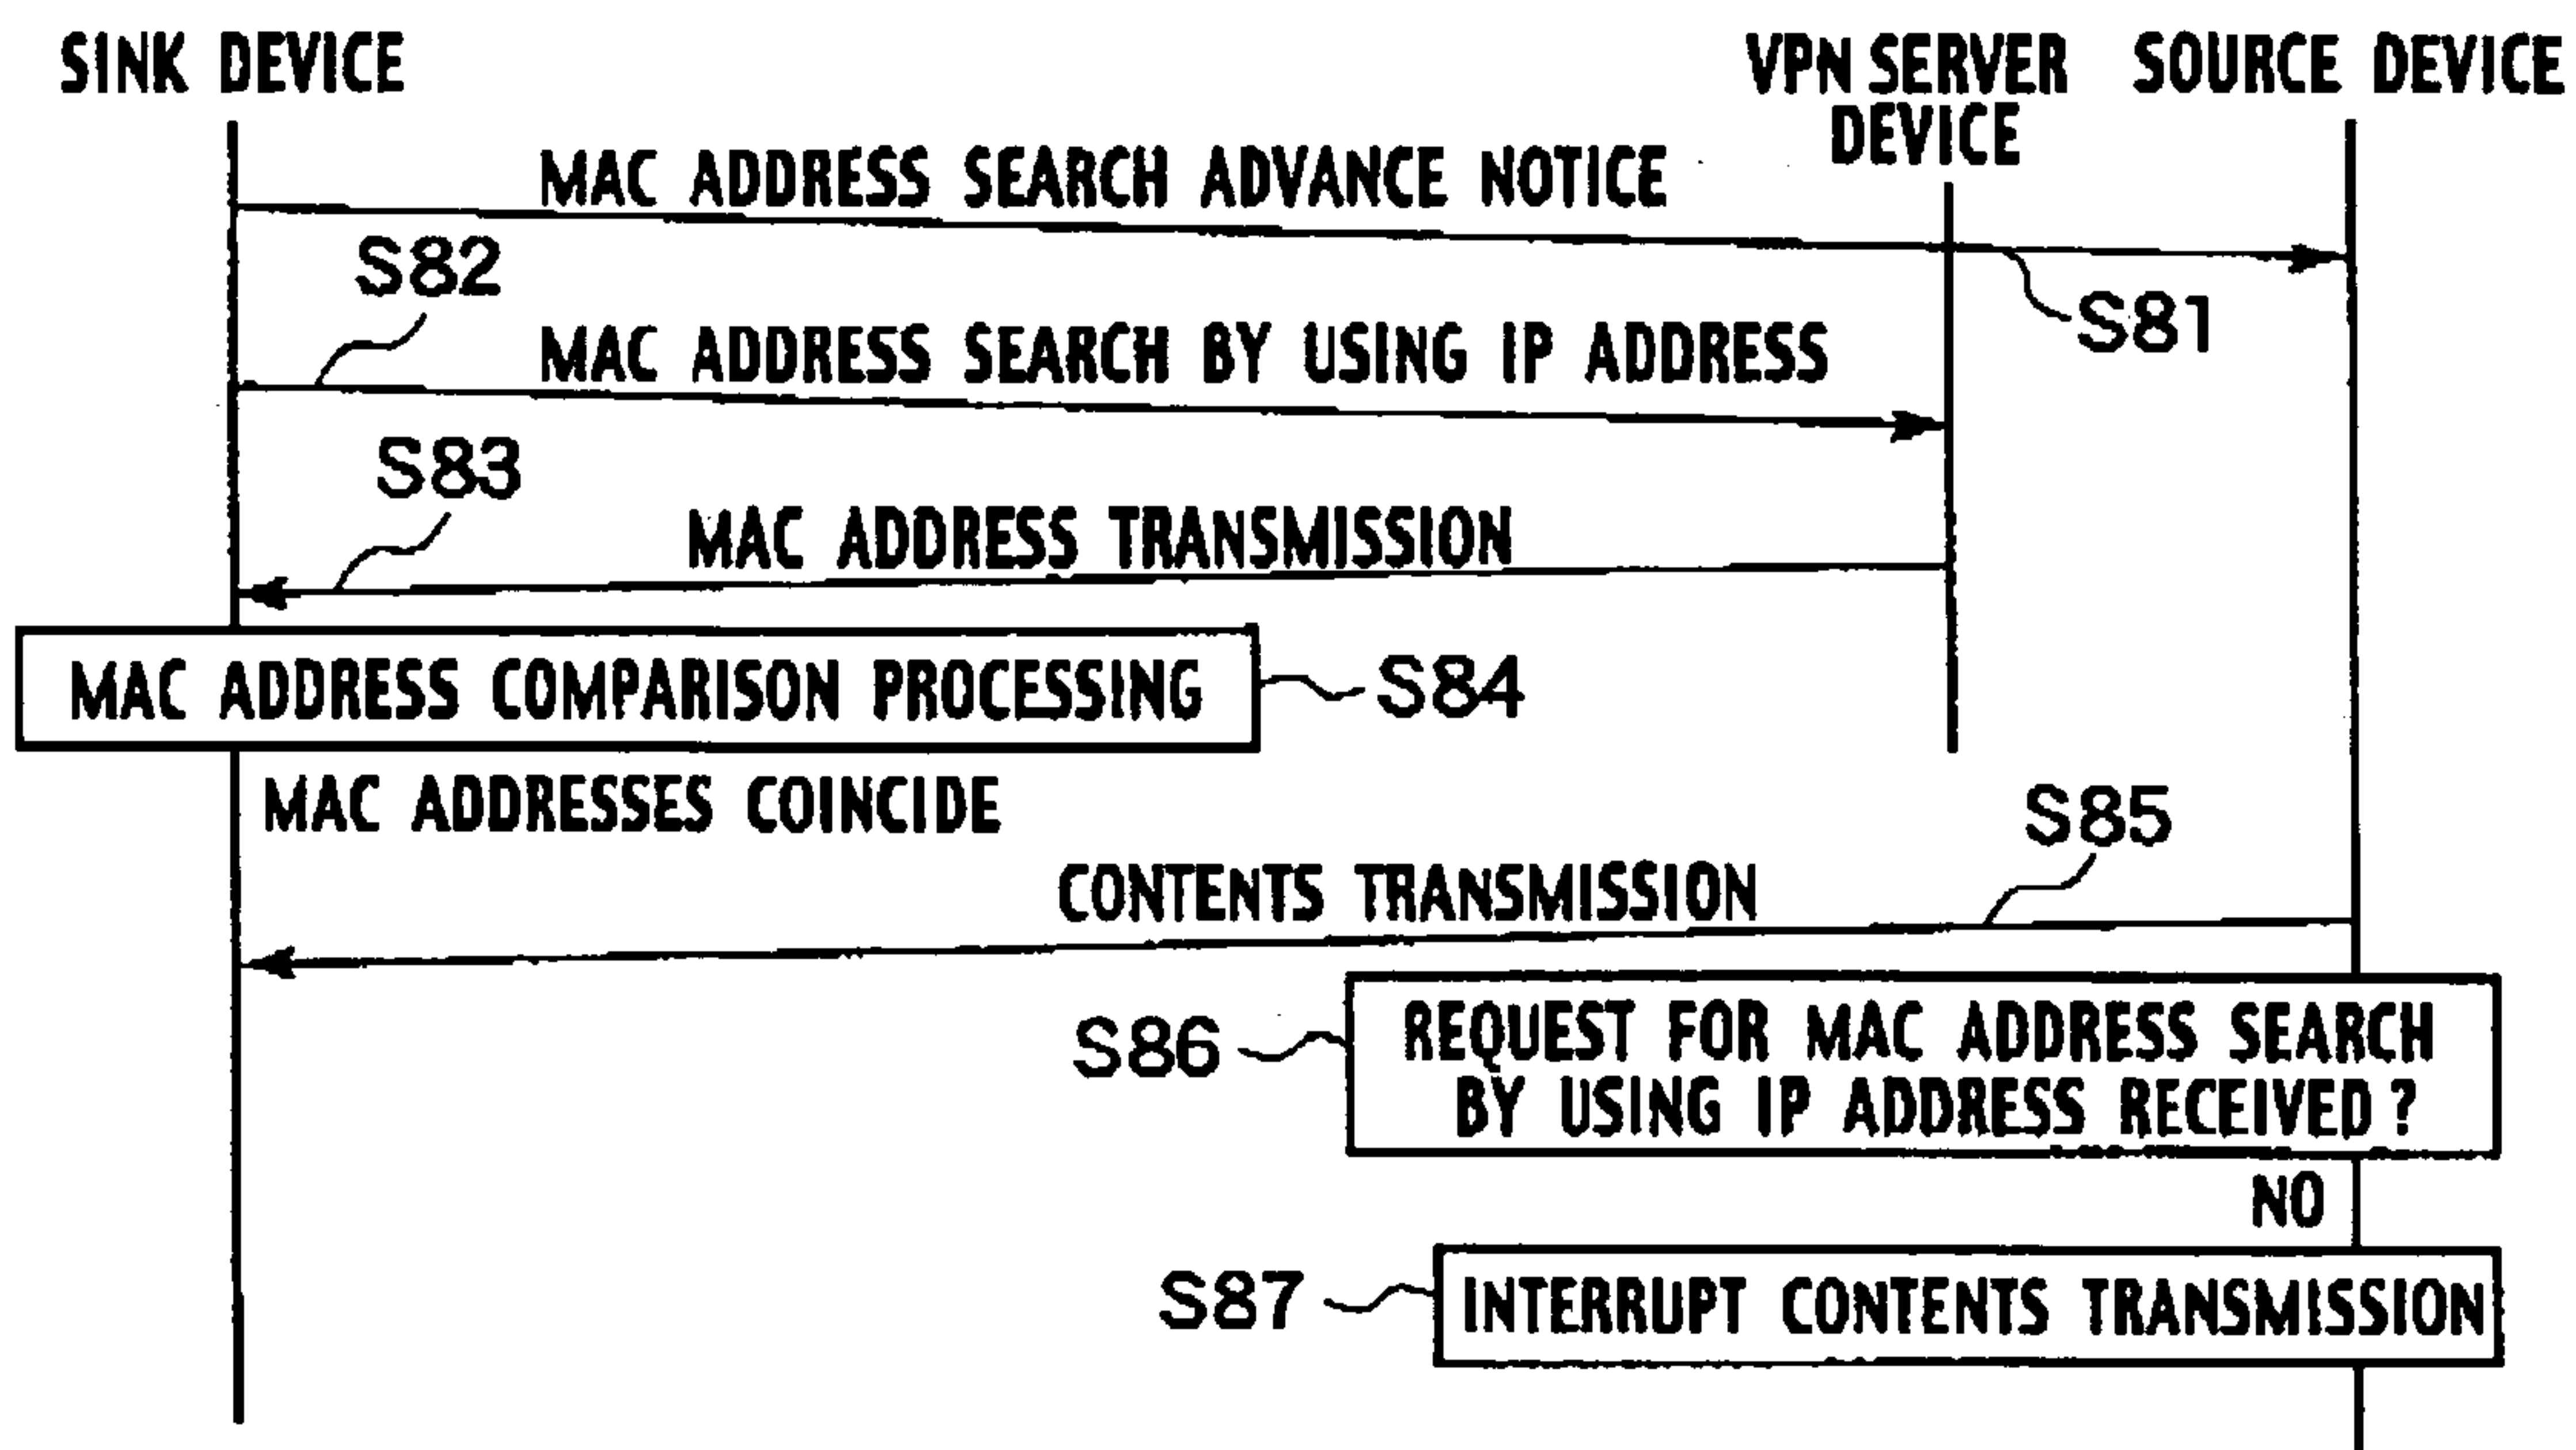 SINK DEVICE
VPN SERVER
DEVICE
SOURCE DEVICE
MAC ADDRESS SEARCH ADVANCE NOTICE
S81
S82
MAC ADDRESS SEARCH BY USING IP ADDRESS
S83
MAC ADDRESS TRANSMISSION
MAC ADDRESS COMPARISON PROCESSING
S84
MAC ADDRESSES COINCIDE
S85
CONTENTS TRANSMISSION
S86
REQUEST FOR MAC ADDRESS SEARCH
BY USING IP ADDRESS RECEIVED?
NO
S87
INTERRUPT CONTENTS TRANSMISSION